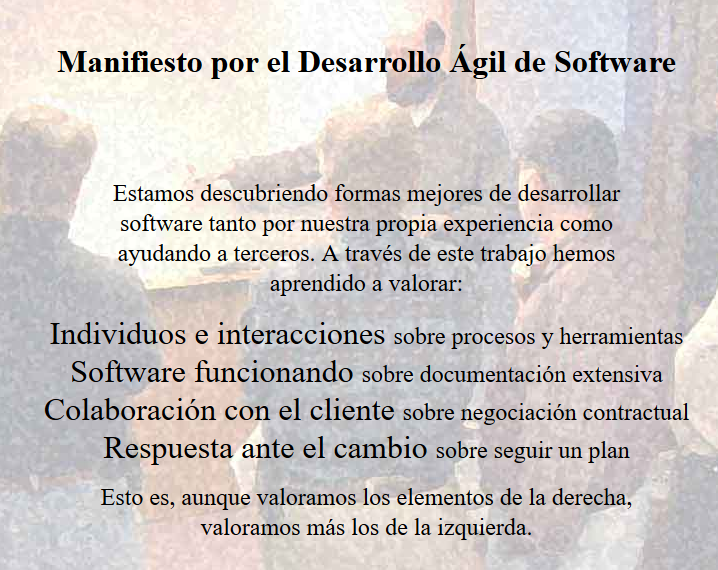 Manifiesto por el Desarrollo Ágil de Software
Estamos descubriendo formas mejores de desarrollar
software tanto por nuestra propia experiencia como
ayudando a terceros. A través de este trabajo hemos
aprendido a valorar:
Individuos e interacciones sobre procesos y herramientas
Software funcionando sobre documentación extensiva
Colaboración con el cliente sobre negociación contractual
Respuesta ante el cambio sobre seguir un plan
Esto es, aunque valoramos los elementos de la derecha,
valoramos más los de la izquierda.